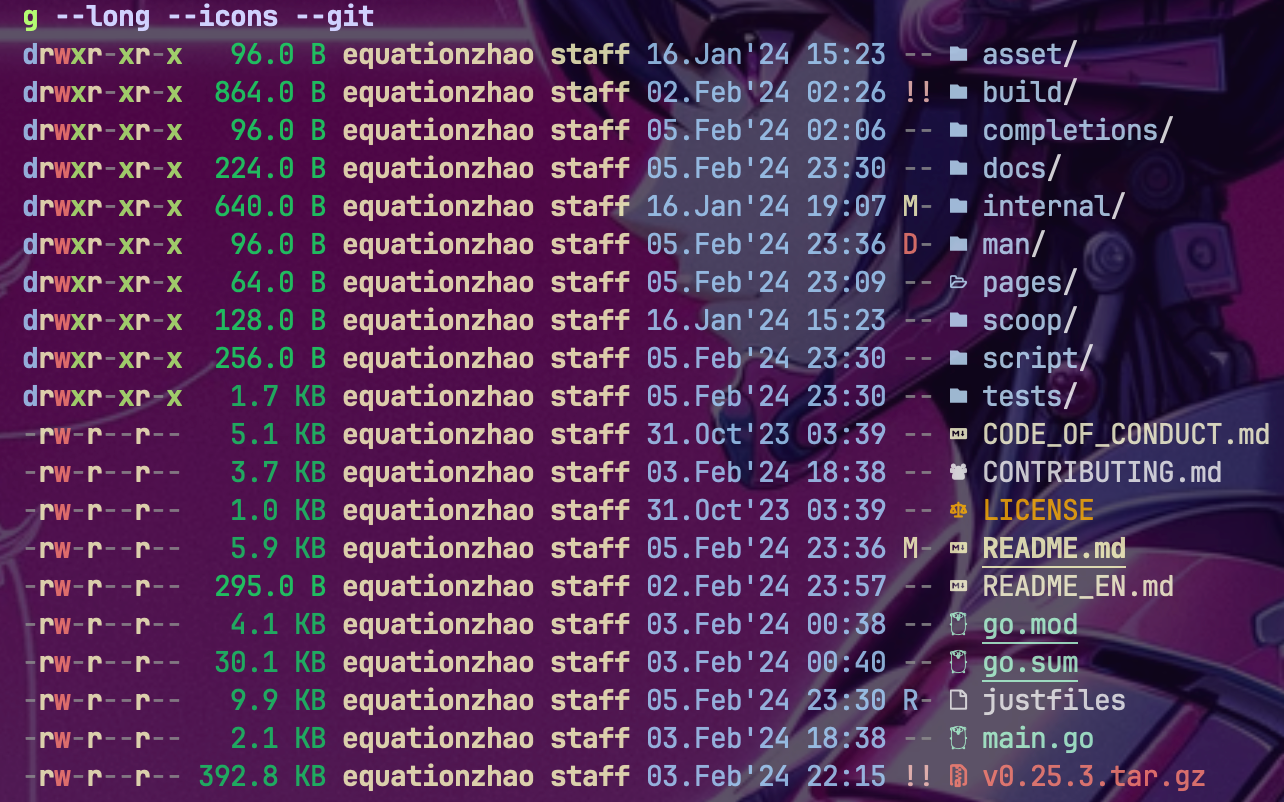 g --long --icons --git
drwxr-xr-x 96.0 B equationzhao staff 16.Jan'24 15:23 -- asset/
drwxr-xr-x 864.0 B equationzhao staff 02.Feb'24 02:26 !! build/
drwxr-xr-x 96.0 B equationzhao staff 05.Feb'24 02:06 -- completions/
drwxr-xr-x 224.0 B equationzhao staff 05.Feb'24 23:30 -- docs/
drwxr-xr-x 640.0 B equationzhao staff 16.Jan'24 19:07 M- internal/
drwxr-xr-x 96.0 B equationzhao staff 05.Feb'24 23:36 D- man/
drwxr-xr-x 64.0 B equationzhao staff 05.Feb'24 23:09 -- pages/
drwxr-xr-x 128.0 B equationzhao staff 16.Jan'24 15:23 -- scoop/
drwxr-xr-x 256.0 B equationzhao staff 05.Feb'24 23:30 -- script/
drwxr-xr-x 1.7 KB equationzhao staff 05.Feb'24 23:30 -- tests/
-rw-r--r-- 5.1 KB equationzhao staff 31.Oct'23 03:39 -- CODE_OF_CONDUCT.md
-rw-r--r-- 3.7 KB equationzhao staff 03.Feb'24 18:38 -- CONTRIBUTING.md
-rw-r--r-- 1.0 KB equationzhao staff 31.Oct'23 03:39 -- LICENSE
-rw-r--r-- 5.9 KB equationzhao staff 05.Feb'24 23:36 M- README.md
-rw-r--r-- 295.0 B equationzhao staff 02.Feb'24 23:57 -- README_EN.md
-rw-r--r-- 4.1 KB equationzhao staff 03.Feb'24 00:38 -- go.mod
-rw-r--r-- 30.1 KB equationzhao staff 03.Feb'24 00:40 -- go.sum
-rw-r--r-- 9.9 KB equationzhao staff 05.Feb'24 23:30 R- justfiles
-rw-r--r-- 2.1 KB equationzhao staff 03.Feb'24 18:38 -- main.go
-rw-r--r-- 392.8 KB equationzhao staff 03.Feb'24 22:15 !! v0.25.3.tar.gz